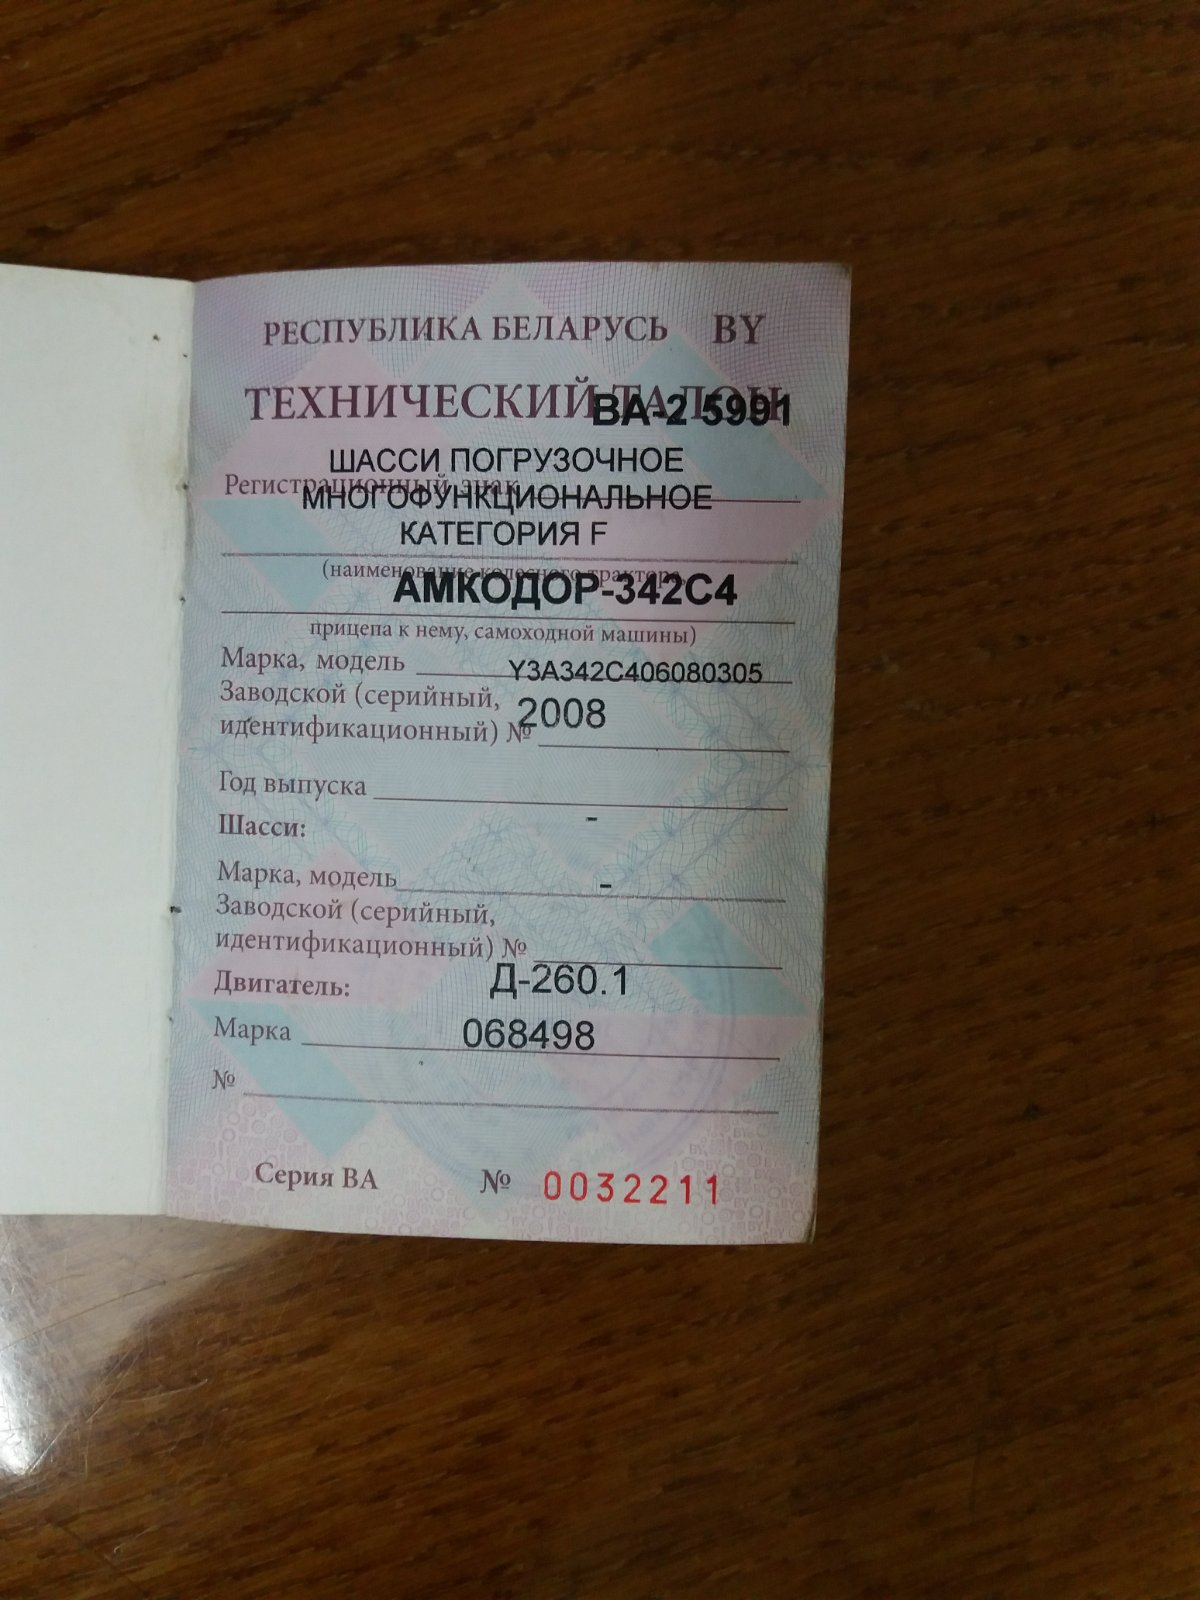 РЕСПУБЛИКА БЕЛАРУСЬ BY
ТЕХНИЧЕСКИЙ ТАЛОН
ВА-2 5991
ШАССИ ПОГРУЗОЧНОЕ
Регистрационный знак
МНОГОФУНКЦИОНАЛЬНОЕ
КАТЕГОРИЯ F
(наименование колесного трактора,
АМКОДОР-342С4
прицепа к нему, самоходной машины)
Марка, модель
Y3A342C406080305
Заводской (серийный,
2008
идентификационный) №
Год выпуска
-
Шасси:
Марка, модель
-
Заводской (серийный,
идентификационный) №
Двигатель: Д-260.1
Марка 068498
№
Серия ВА № 0032211